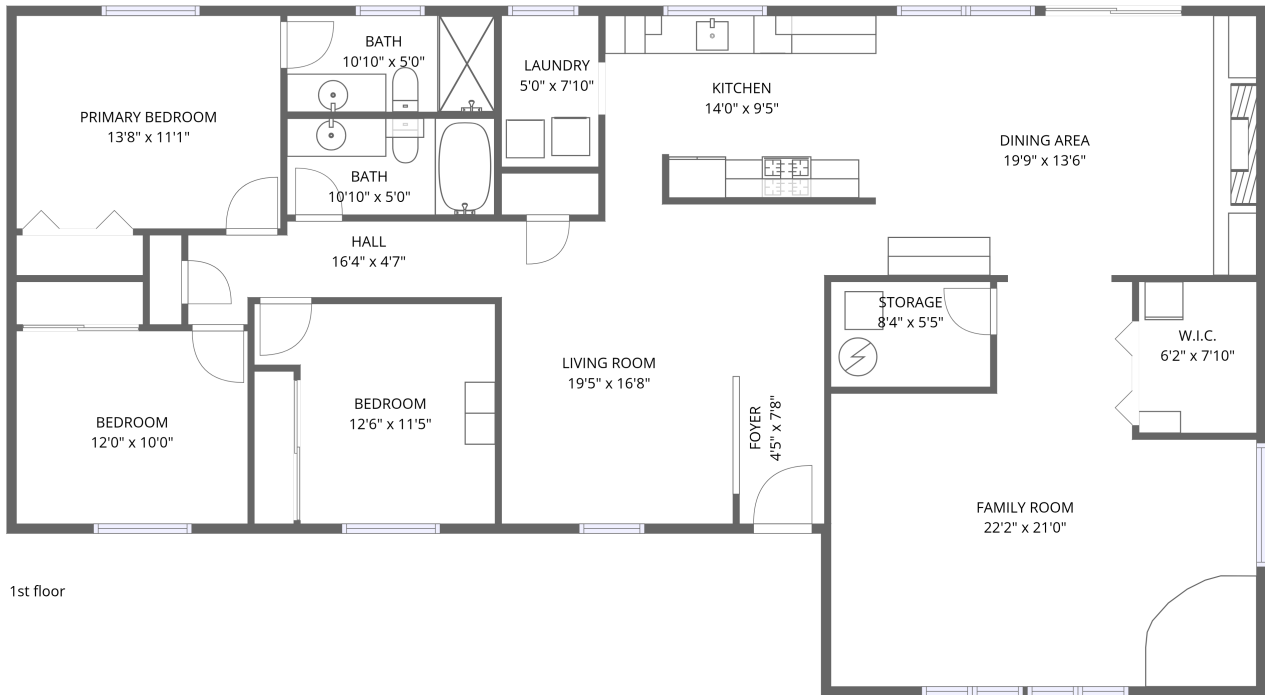 BATH
10'10" x 5'0"
LAUNDRY
5'0" x 7'10"
KITCHEN
14'0" x 9'5"
PRIMARY BEDROOM
13'8" x 11'1"
DINING AREA
19'9" x 13'6"
BATH
10'10" x 5'0"
HALL
16'4" x 4'7"
STORAGE
8'4" x 5'5"
W.I.C.
6'2" x 7'10"
LIVING ROOM
19'5" x 16'8"
FOYER
4'5" x 7'8"
BEDROOM
12'6" x 11'5"
BEDROOM
12'0" x 10'0"
FAMILY ROOM
22'2" x 21'0"
1st floor